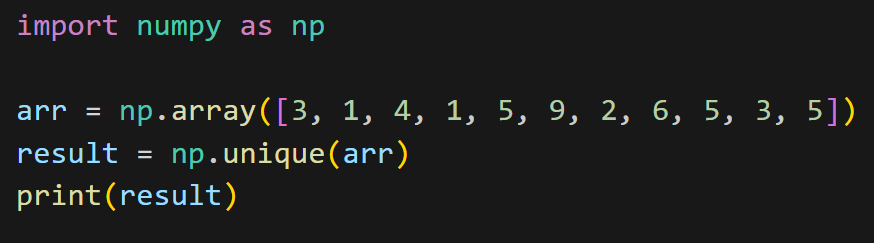 import numpy as np
arr = np.array([3, 1, 4, 1, 5, 9, 2, 6, 5, 3, 5])
result = np.unique(arr)
print(result)